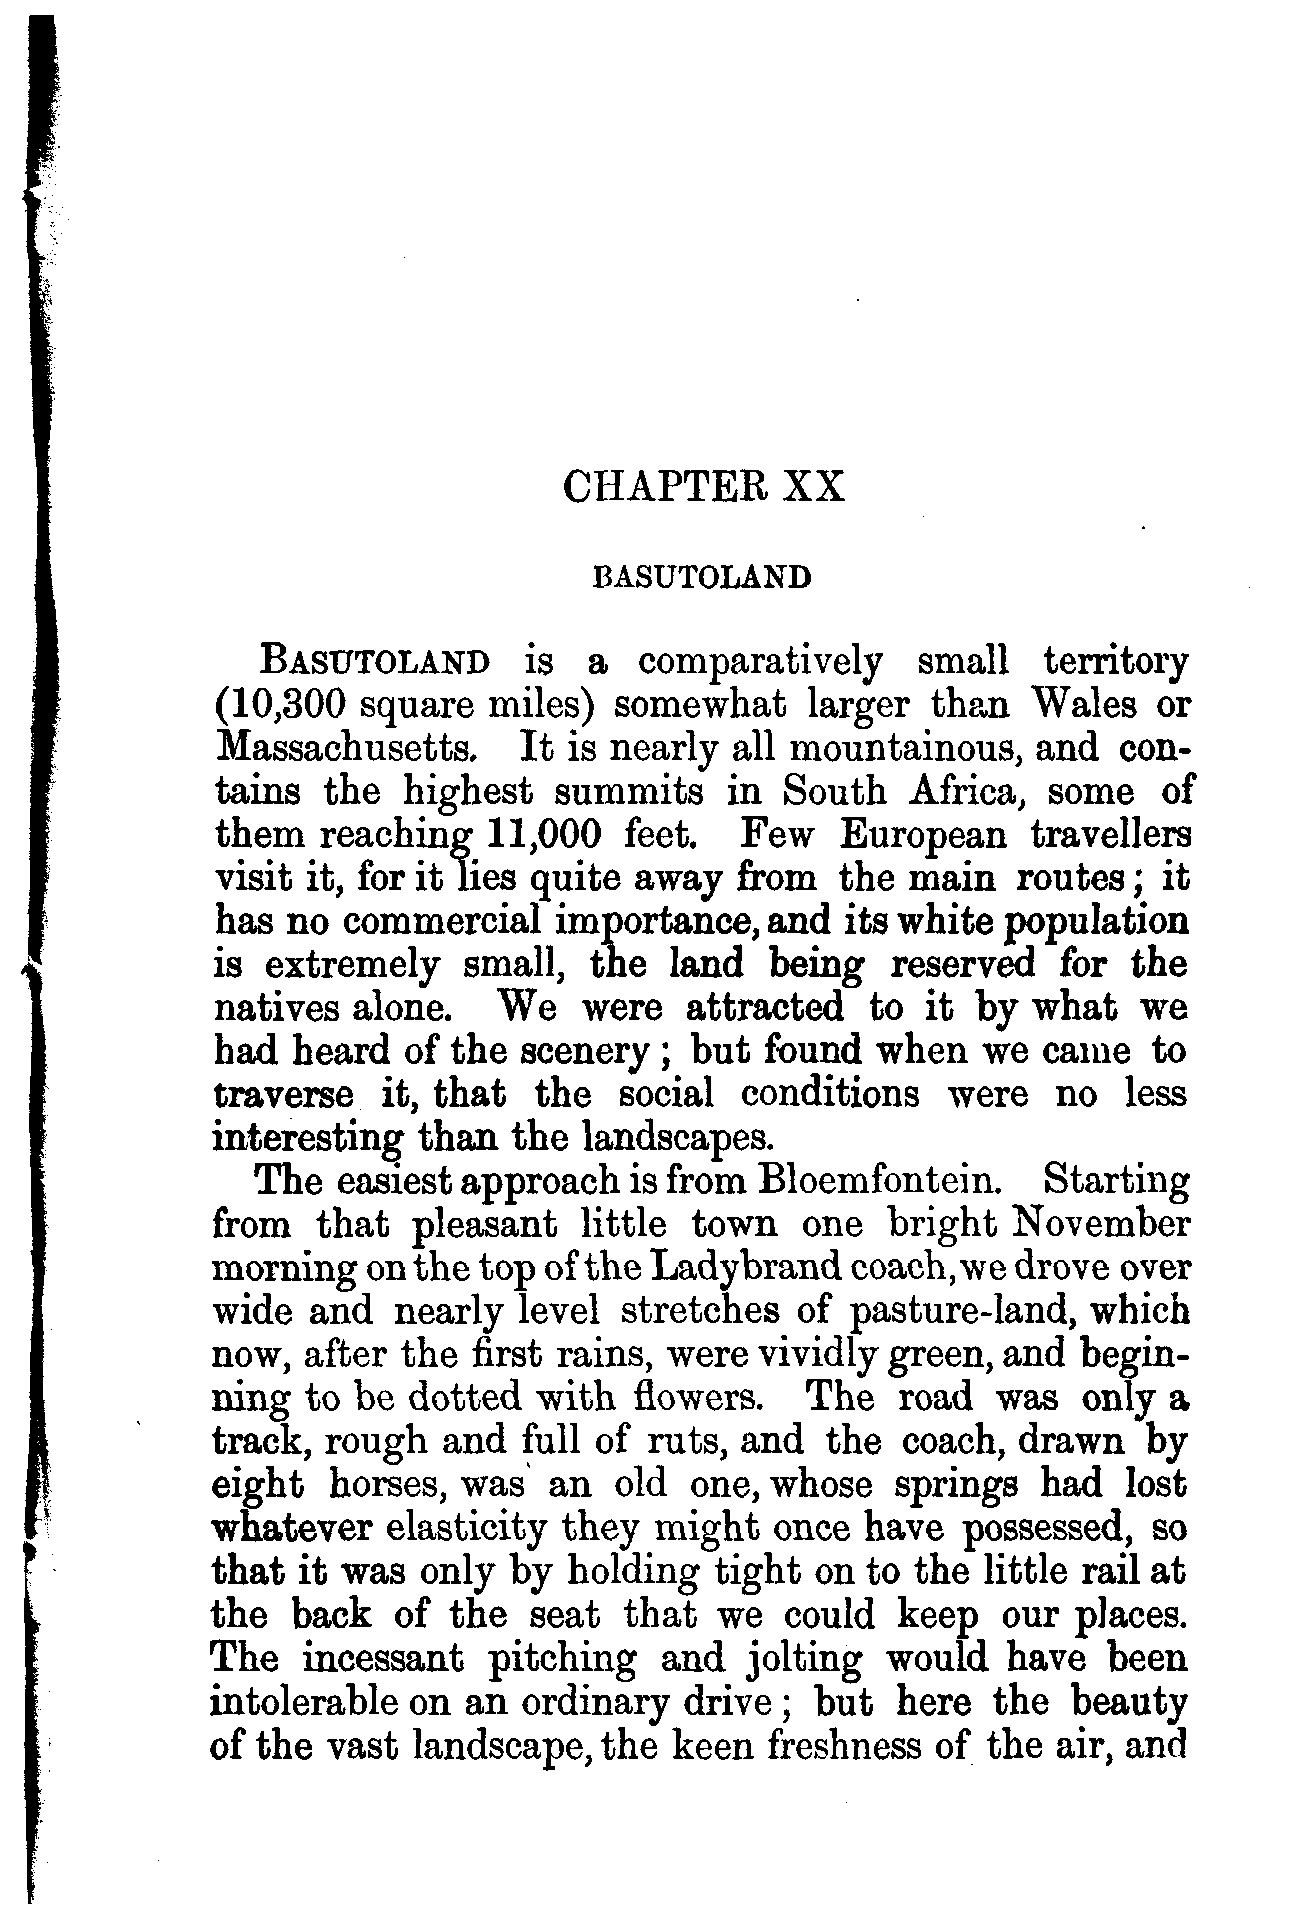 CHAPTER XX
BASUTOLAND
BASUTOLAND is a comparatively small territory
(10,300 square miles) somewhat larger than Wales or
Massachusetts. It is nearly all mountainous, and con-
tains the highest summits in South Africa, some of
them reaching 11,000 feet. Few European travellers
visit it, for it lies quite away from the main routes; it
has no commercial importance, and its white population
is extremely small, the land being reserved for the
natives alone. We were attracted to it by what we
had heard of the scenery; but found when we came to
traverse it, that the social conditions were no less
interesting than the landscapes.
The easiest approach is from Bloemfontein. Starting
from that pleasant little town one bright November
morning on the top of the Ladybrand coach, we drove over
wide and nearly level stretches of pasture-land, which
now, after the first rains, were vividly green, and begin-
ning to be dotted with flowers. The road was only a
track, rough and full of ruts, and the coach, drawn by
eight horses, was an old one, whose springs had lost
whatever elasticity they might once have possessed, so
that it was only by holding tight on to the little rail at
the back of the seat that we could keep our places.
The incessant pitching and jolting would have been
intolerable on an ordinary drive; but here the beauty
of the vast landscape, the keen freshness of the air, and